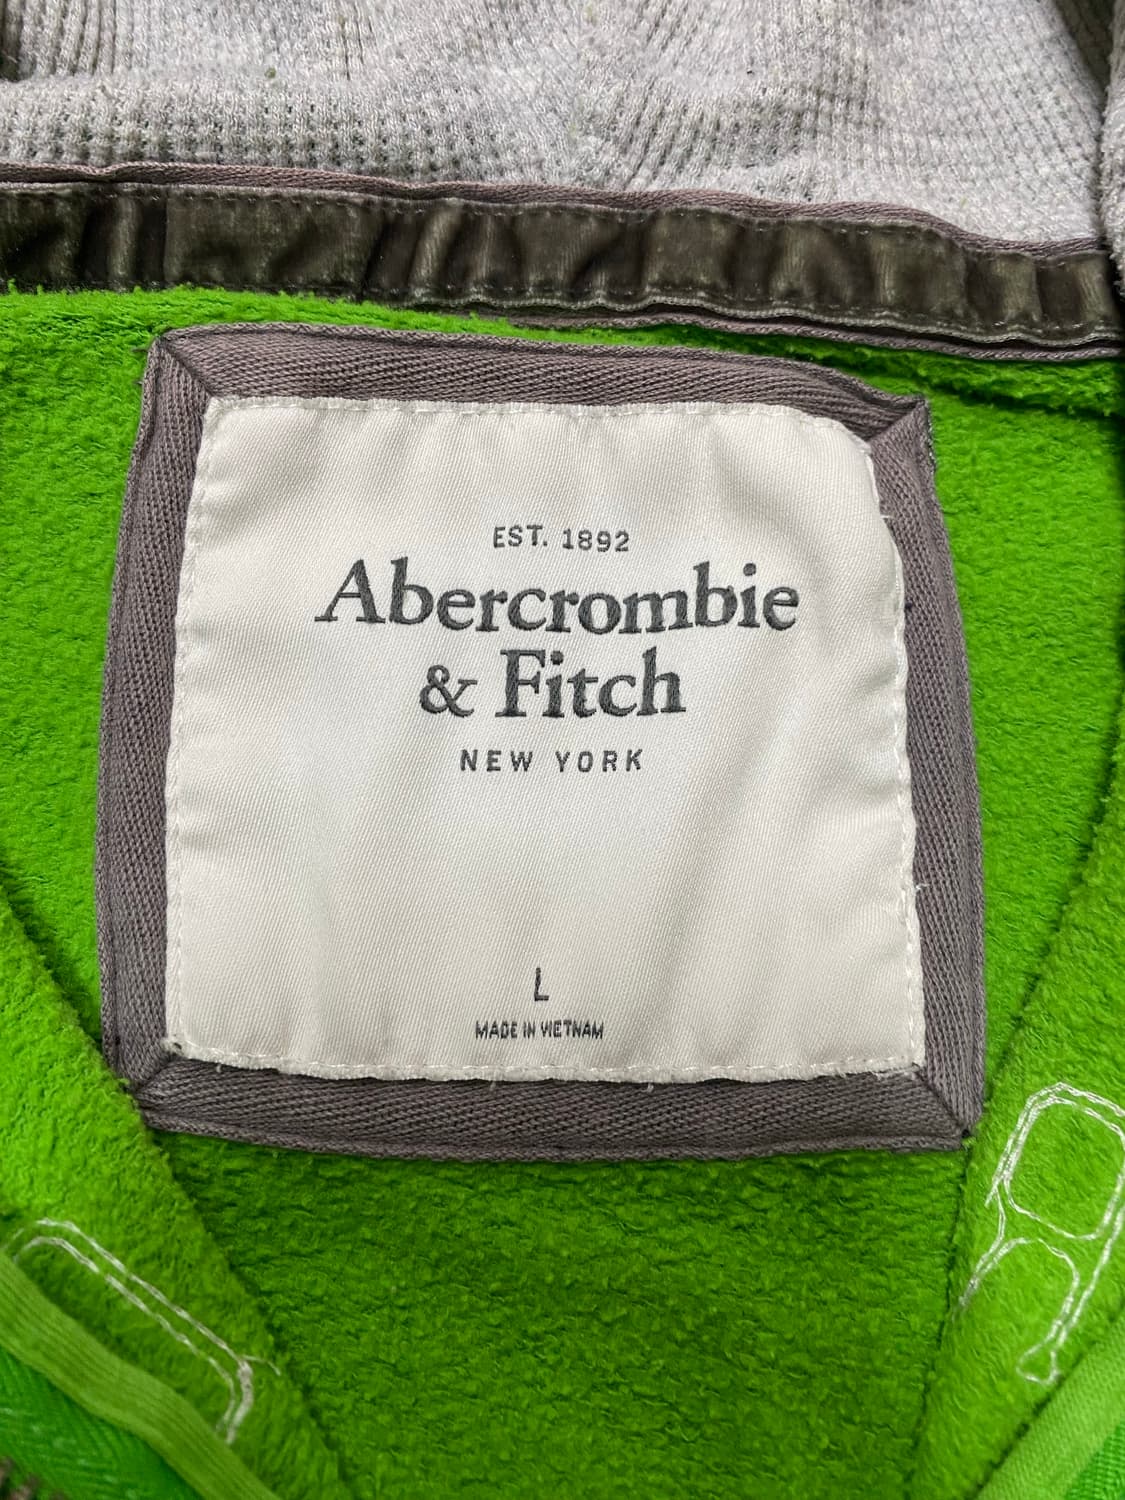 EST. 1892
Abercrombie
& Fitch
NEW YORK
L
MADE IN VIETNAM